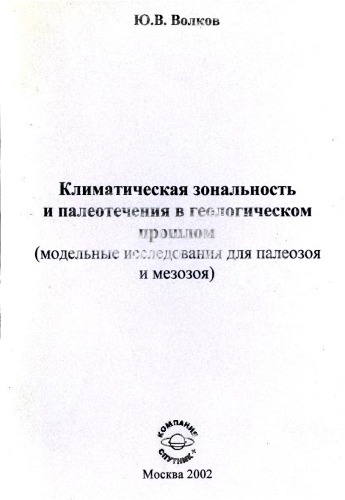 Ю.В. Волков
Климатическая зональность
и палеотечения в геологическом
прошлом
(модельные исследования для палеозоя
и мезозоя)
КОМПАНИЯ
СПУТНИК+
Москва 2002